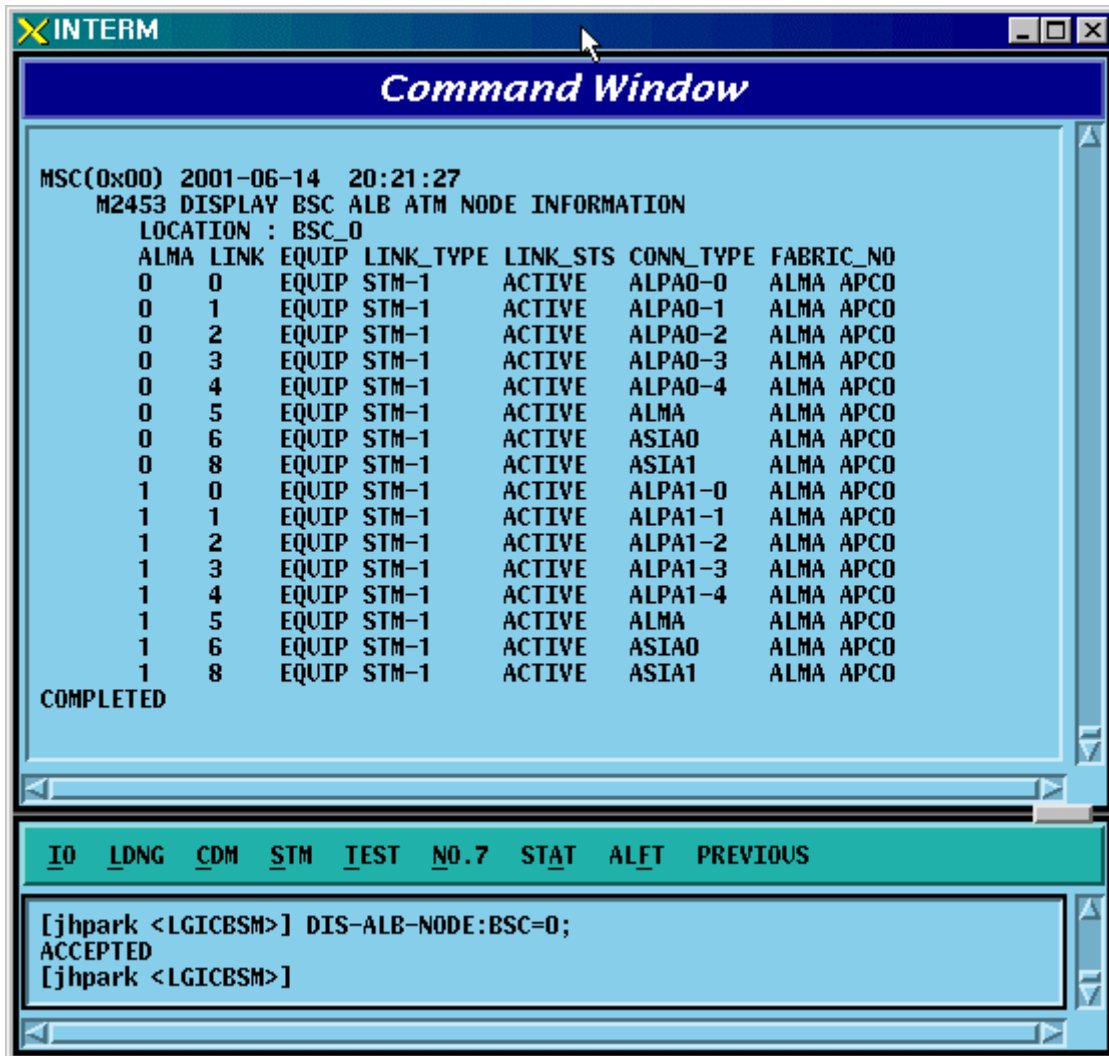 INTERM
Command Window
MSC(0x00) 2001-06-14 20:21:27
M2453 DISPLAY BSC ALB ATM NODE INFORMATION
LOCATION : BSC_0
ALMA LINK EQUIP LINK_TYPE LINK_STS CONN_TYPE FABRIC_NO
0 0 EQUIP STM-1 ACTIVE ALPA0-0 ALMA APC0
0 1 EQUIP STM-1 ACTIVE ALPA0-1 ALMA APC0
0 2 EQUIP STM-1 ACTIVE ALPA0-2 ALMA APC0
0 3 EQUIP STM-1 ACTIVE ALPA0-3 ALMA APC0
0 4 EQUIP STM-1 ACTIVE ALPA0-4 ALMA APC0
0 5 EQUIP STM-1 ACTIVE ALMA ALMA APC0
0 6 EQUIP STM-1 ACTIVE ASIA0 ALMA APC0
0 8 EQUIP STM-1 ACTIVE ASIA1 ALMA APC0
1 0 EQUIP STM-1 ACTIVE ALPA1-0 ALMA APC0
1 1 EQUIP STM-1 ACTIVE ALPA1-1 ALMA APC0
1 2 EQUIP STM-1 ACTIVE ALPA1-2 ALMA APC0
1 3 EQUIP STM-1 ACTIVE ALPA1-3 ALMA APC0
1 4 EQUIP STM-1 ACTIVE ALPA1-4 ALMA APC0
1 5 EQUIP STM-1 ACTIVE ALMA ALMA APC0
1 6 EQUIP STM-1 ACTIVE ASIA0 ALMA APC0
1 8 EQUIP STM-1 ACTIVE ASIA1 ALMA APC0
COMPLETED
IO LDNG CDM STM TEST NO.7 STAT ALFT PREVIOUS
[jhpark <LGICBSM>] DIS-ALB-NODE:BSC=0;
ACCEPTED
[jhpark <LGICBSM>]